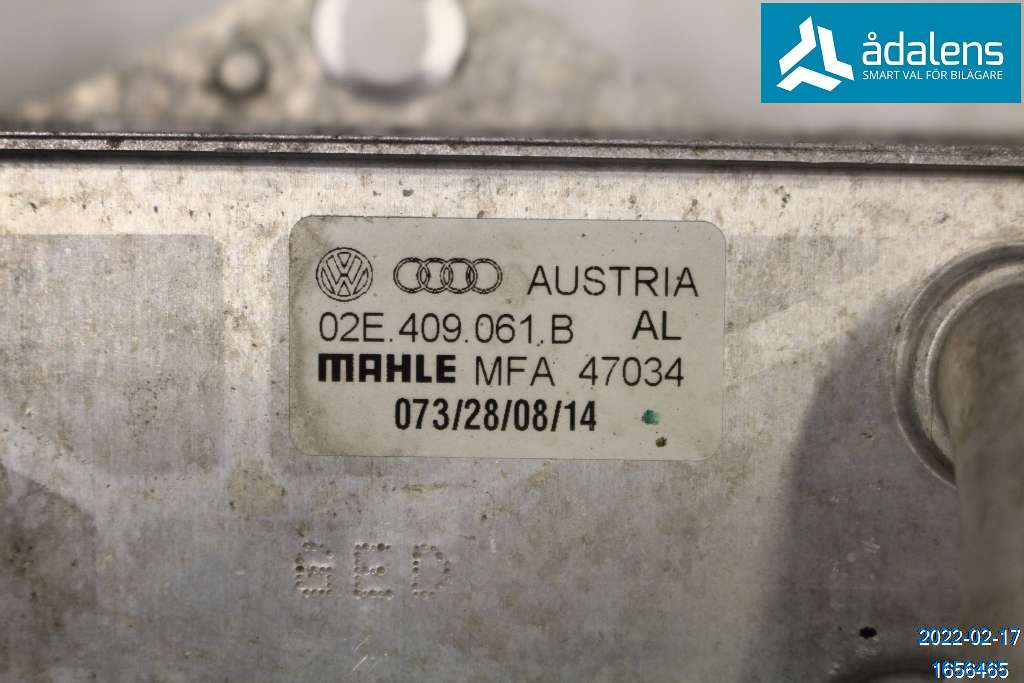 ådalens
SMART VAL FÖR BILÄGARE
VW AUSTRIA
02E.409.061.B AL
MAHLE MFA 47034
073/28/08/14
2022-02-17
1656465